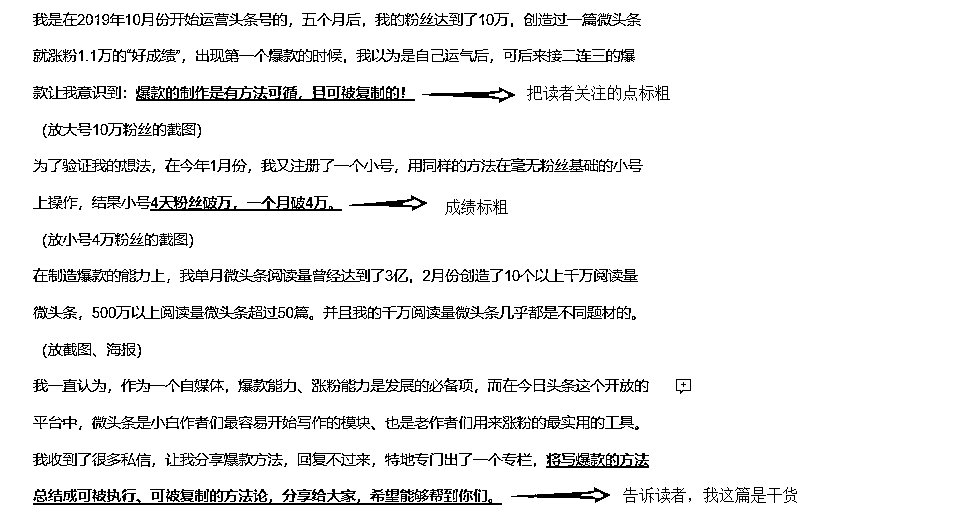 我是在2019年10月份开始运营头条号的，五个月后，我的粉丝达到了10万，创造过一篇微头条
就涨粉1.1万的“好成绩”，出现第一个爆款的时候，我以为是自己运气后，可后来接二连三的爆
款让我意识到：爆款的制作是有方法可循，且可被复制的！ 把读者关注的点标粗
（放大号10万粉丝的截图）
为了验证我的想法，在今年1月份，我又注册了一个小号，用同样的方法在毫无粉丝基础的小号
上操作，结果小号4天粉丝破万，一个月破4万。 成绩标粗
（放小号4万粉丝的截图）
在制造爆款的能力上，我单月微头条阅读量曾经达到了3亿，2月份创造了10个以上千万阅读量
微头条，500万以上阅读量微头条超过50篇。并且我的千万阅读量微头条几乎都是不同题材的。
（放截图、海报）
我一直认为，作为一个自媒体，爆款能力、涨粉能力是发展的必备项，而在今日头条这个开放的
平台中，微头条是小白作者们最容易开始写作的模块、也是老作者们用来涨粉的最实用的工具。
我收到了很多私信，让我分享爆款方法，回复不过来，特地专门出了一个专栏，将写爆款的方法
总结成可被执行、可被复制的方法论，分享给大家，希望能够帮到你们。 告诉读者，我这篇是干货